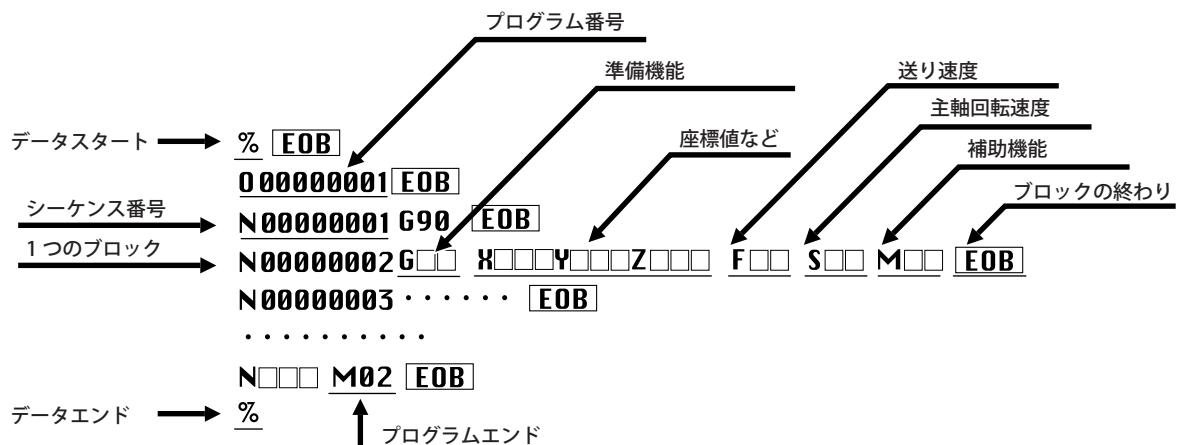 プログラム番号
準備機能
送り速度
主軸回転速度
座標値など
補助機能
ブロックの終わり
データスタート
% EOB
O00000001 EOB
シーケンス番号
N00000001 G90 EOB
1つのブロック
N00000002 G□□ X□□□Y□□□Z□□□ F□□ S□□ M□□ EOB
N00000003 ・・・・・・ EOB
・・・・・・・・・・
N□□□ M02 EOB
データエンド
%
プログラムエンド